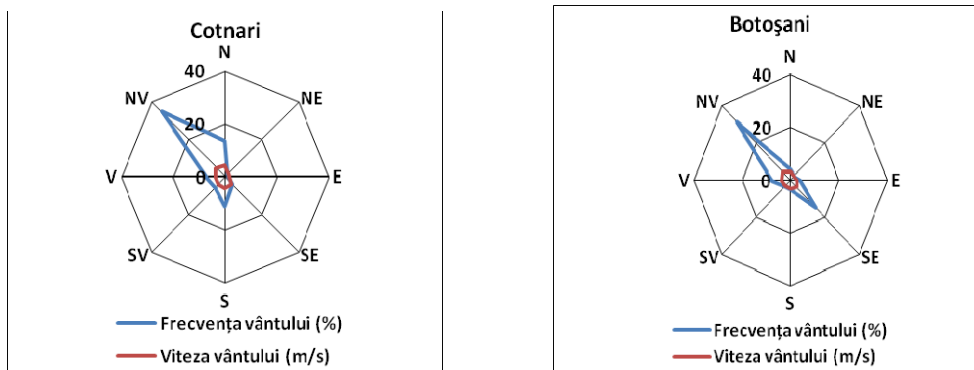 Cotnari
N
40
NV
NE
20
V
0
E
SV
SE
S
Frecvența vântului (%)
Viteza vântului (m/s)
Botoșani
N
40
NV
NE
20
V
0
E
SV
SE
S
Frecvența vântului (%)
Viteza vântului (m/s)